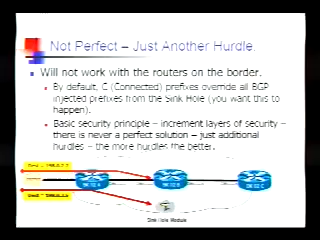 Not Perfect – Just Another Hurdle.
Will not work with the routers on the border.
By default, C (Connected) prefixes override all BGP
injected prefixes from the Sink Hole (you want this to
happen).
Basic security principle – increment layers of security –
there is never a perfect solution – just additional
hurdles – the more hurdles the better.
Sink Hole Module